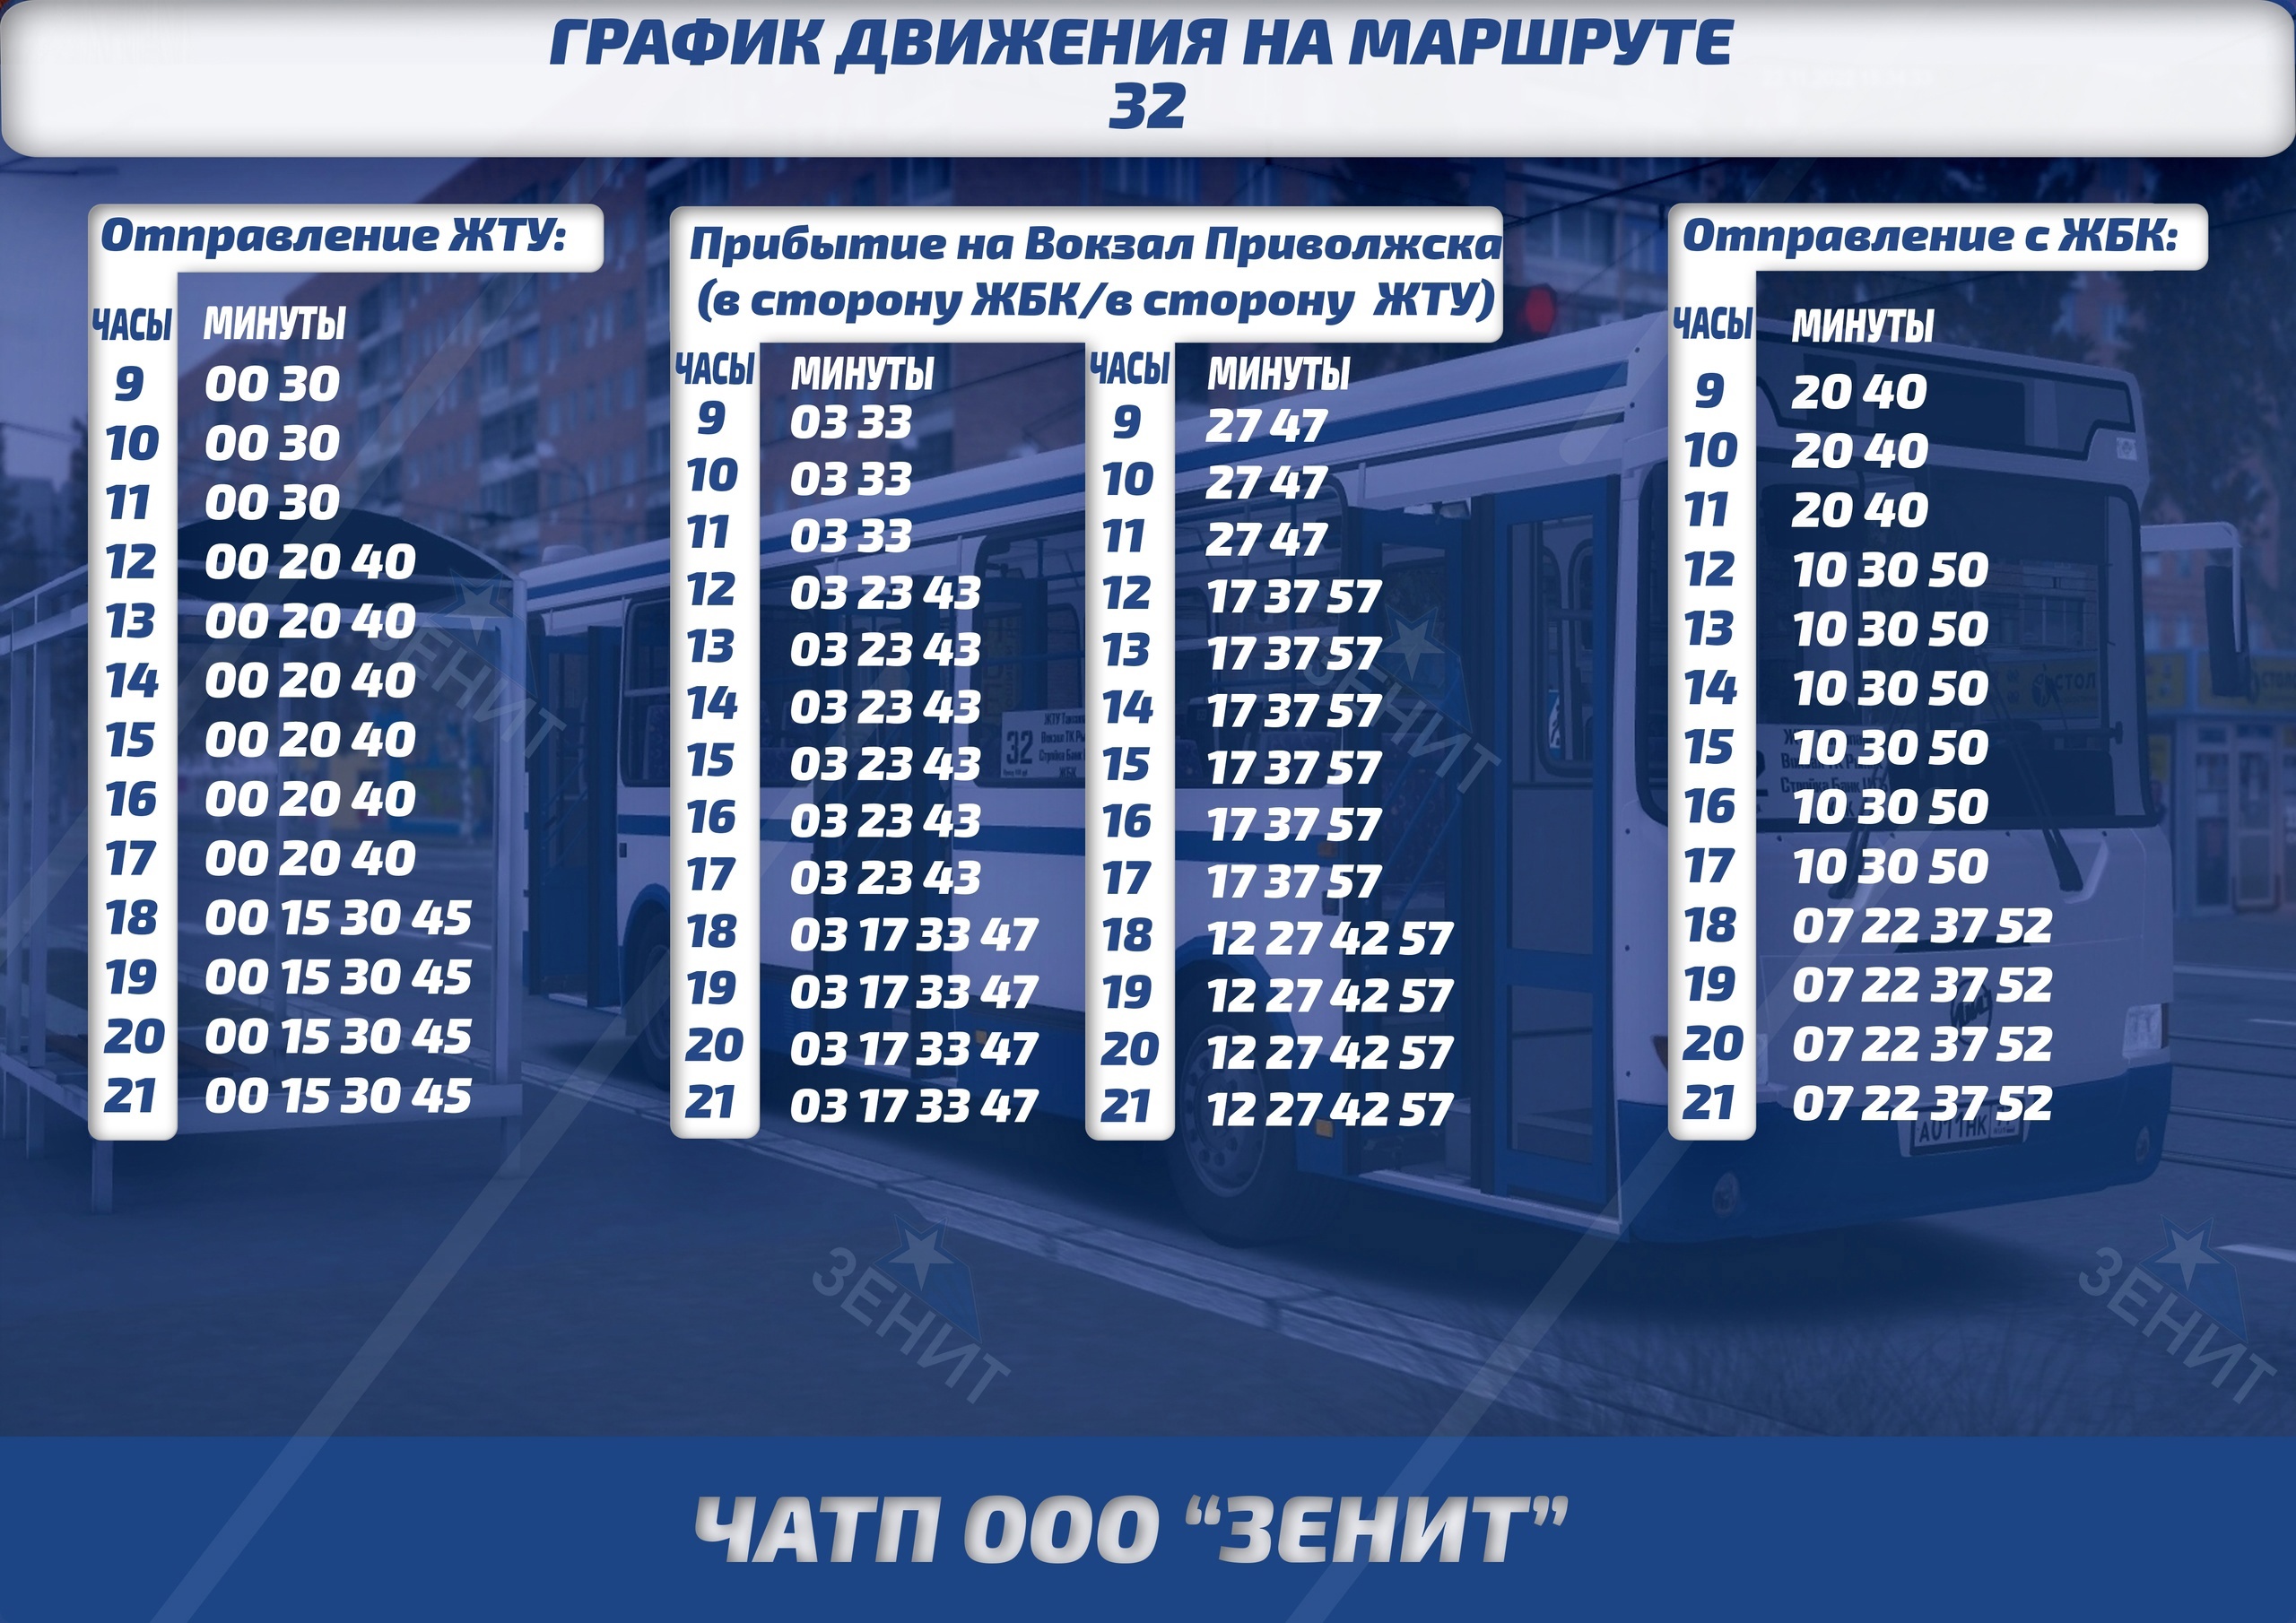 ГРАФИК ДВИЖЕНИЯ НА МАРШРУТЕ
32
Отправление ЖТУ:
ЧАСЫ МИНУТЫ
9 00 30
10 00 30
11 00 30
12 00 20 40
13 00 20 40
14 00 20 40
15 00 20 40
16 00 20 40
17 00 20 40
18 00 15 30 45
19 00 15 30 45
20 00 15 30 45
21 00 15 30 45
Прибытие на Вокзал Приволжска
(в сторону ЖБК/в сторону ЖТУ)
ЧАСЫ МИНУТЫ ЧАСЫ МИНУТЫ
9 03 33 9 27 47
10 03 33 10 27 47
11 03 33 11 27 47
12 03 23 43 12 17 37 57
13 03 23 43 13 17 37 57
14 03 23 43 14 17 37 57
15 03 23 43 15 17 37 57
16 03 23 43 16 17 37 57
17 03 23 43 17 17 37 57
18 03 17 33 47 18 12 27 42 57
19 03 17 33 47 19 12 27 42 57
20 03 17 33 47 20 12 27 42 57
21 03 17 33 47 21 12 27 42 57
Отправление с ЖБК:
ЧАСЫ МИНУТЫ
9 20 40
10 20 40
11 20 40
12 10 30 50
13 10 30 50
14 10 30 50
15 10 30 50
16 10 30 50
17 10 30 50
18 07 22 37 52
19 07 22 37 52
20 07 22 37 52
21 07 22 37 52
32
ЗЕНИТ
ЗЕНИТ
ЗЕНИТ
ЗЕНИТ
ЧАТП ООО “ЗЕНИТ”